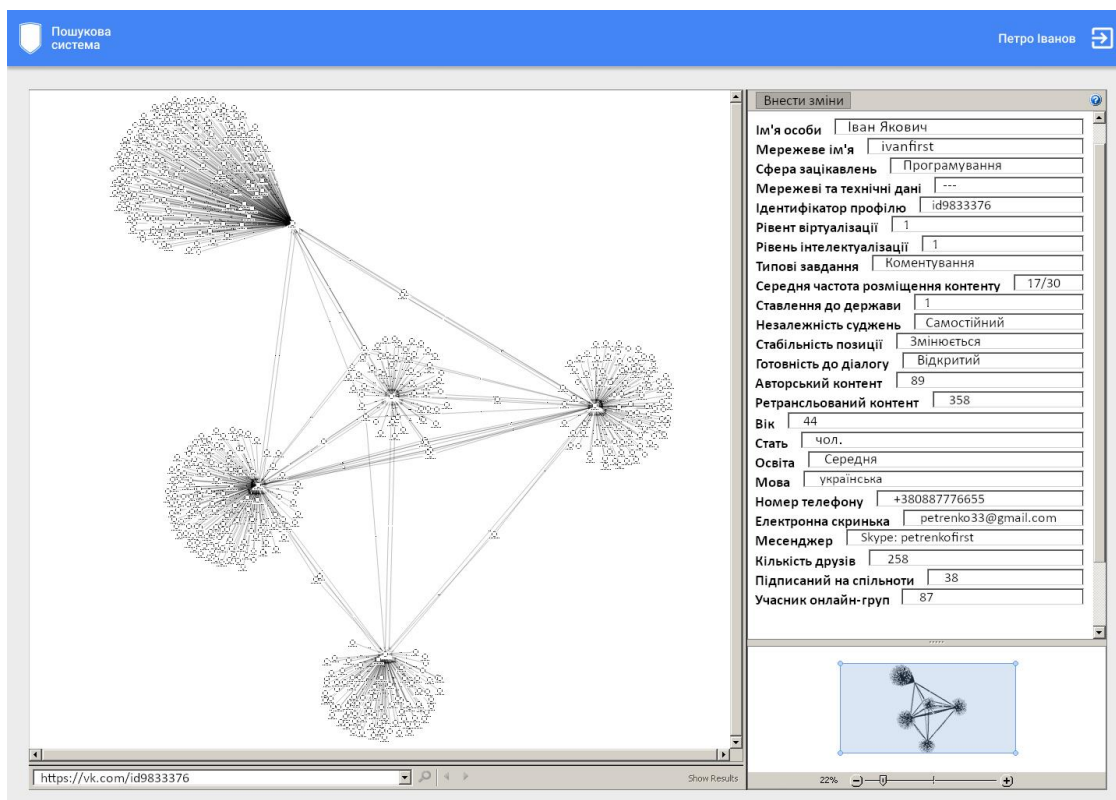 Пошукова
система
Петро Іванов
Внести зміни
Ім'я особи Іван Якович
Мережеве ім'я ivanfirst
Сфера зацікавлень Програмування
Мережеві та технічні дані ---
Ідентифікатор профілю id9833376
Рівент віртуалізації 1
Рівень інтелектуалізації 1
Типові завдання Коментування
Середня частота розміщення контенту 17/30
Ставлення до держави 1
Незалежність суджень Самостійний
Стабільність позиції Змінюється
Готовність до діалогу Відкритий
Авторський контент 89
Ретрансльований контент 358
Вік 44
Стать чол.
Освіта Середня
Мова українська
Номер телефону +380887776655
Електронна скринька petrenko33@gmail.com
Месенджер Skype: petrenkofirst
Кількість друзів 258
Підписаний на спільноти 38
Учасник онлайн-груп 87
https://vk.com/id9833376
Show Results
22%